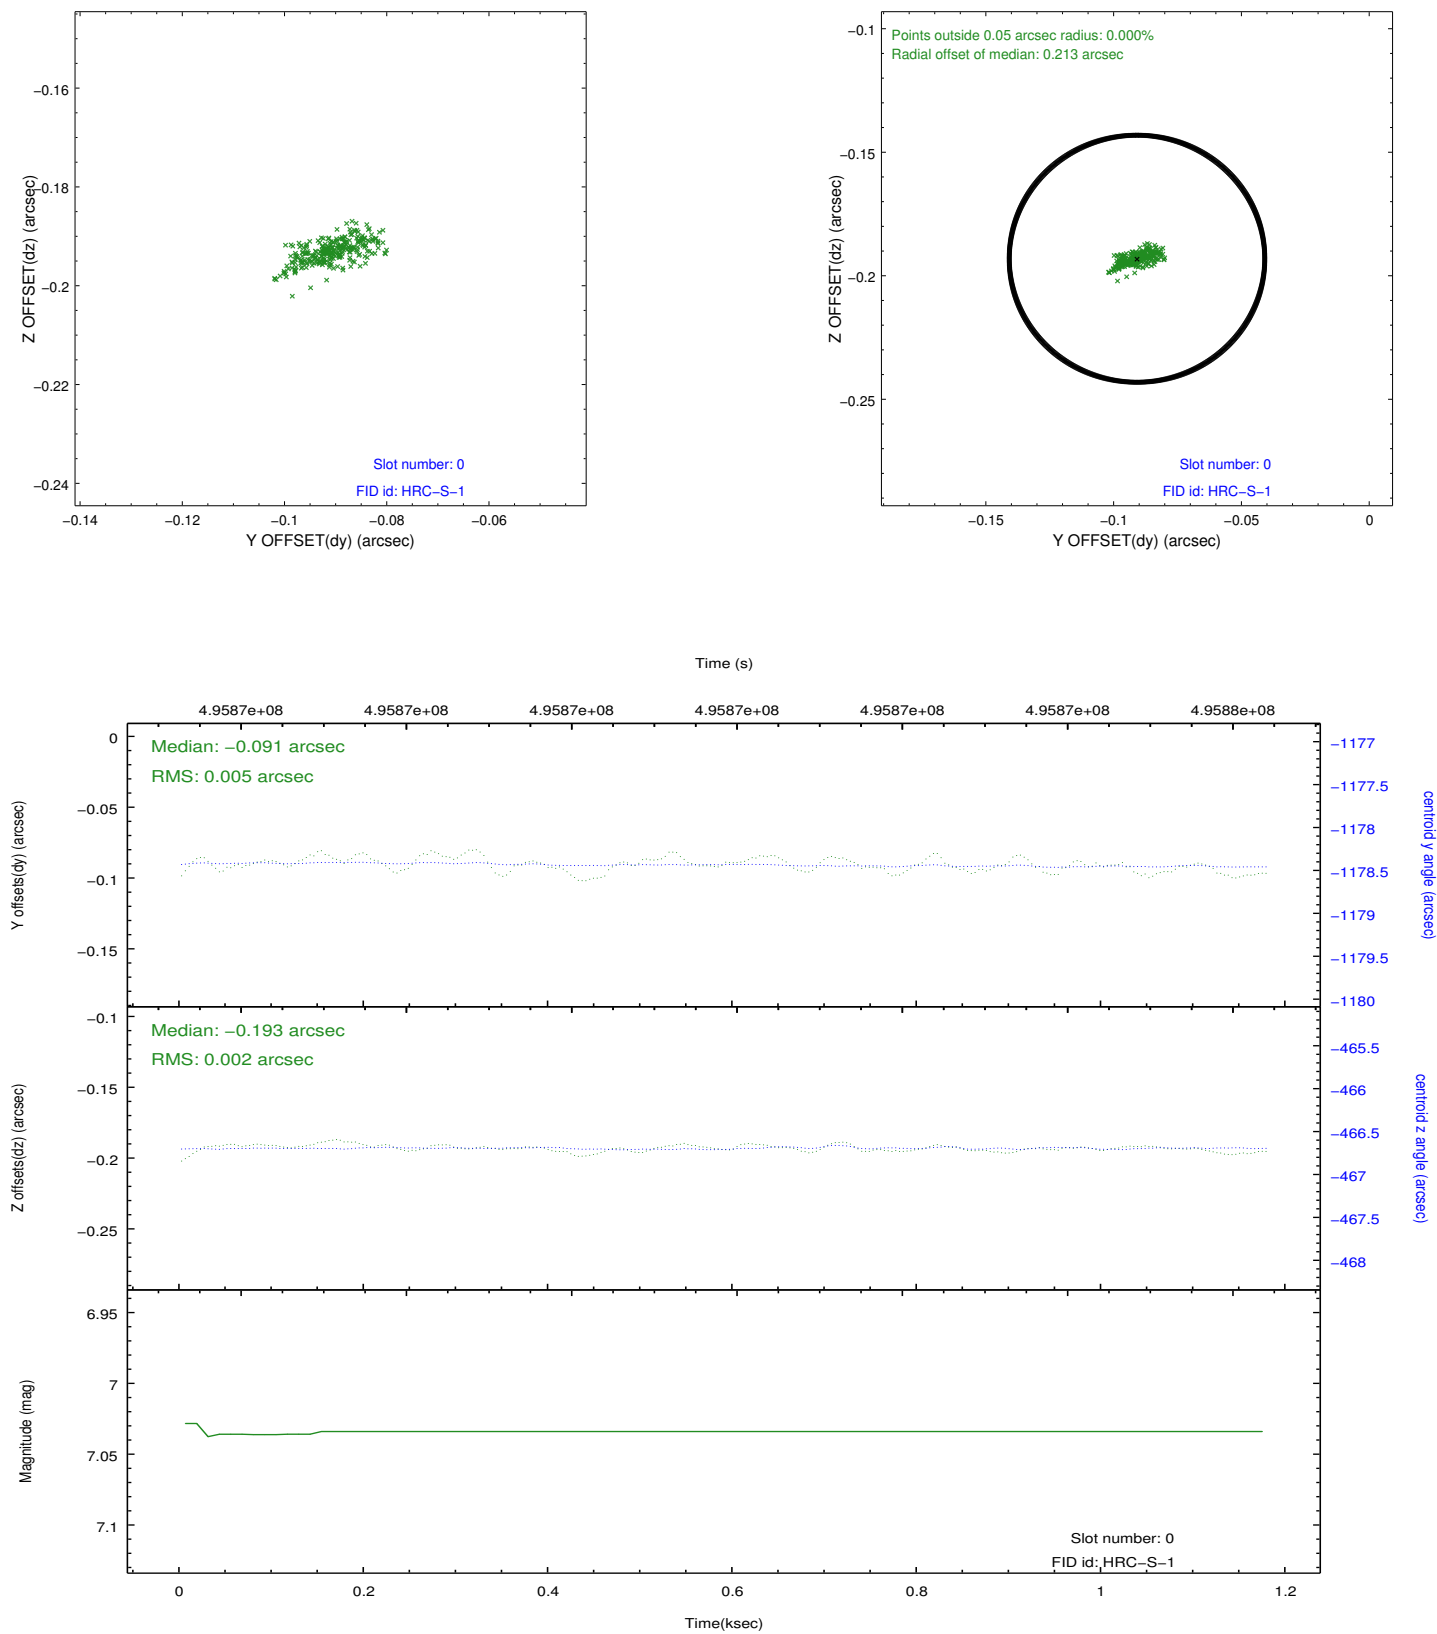 −0.16
−0.18
−0.2
−0.22
−0.24
Z OFFSET(dz) (arcsec)
Slot number: 0
FID id: HRC−S−1
−0.14
−0.12
−0.1
−0.08
−0.06
Y OFFSET(dy) (arcsec)
Points outside 0.05 arcsec radius: 0.000%
Radial offset of median: 0.213 arcsec
−0.1
−0.15
−0.2
−0.25
Z OFFSET(dz) (arcsec)
Slot number: 0
FID id: HRC−S−1
−0.15
−0.1
−0.05
0
Y OFFSET(dy) (arcsec)
Time (s)
4.9587e+08
4.9587e+08
4.9587e+08
4.9587e+08
4.9587e+08
4.9587e+08
4.9588e+08
Median: −0.091 arcsec
RMS: 0.005 arcsec
0
−0.05
−0.1
−0.15
Y offsets(dy) (arcsec)
−1177
−1177.5
−1178
−1178.5
−1179
−1179.5
−1180
centroid y angle (arcsec)
Median: −0.193 arcsec
RMS: 0.002 arcsec
−0.1
−0.15
−0.2
−0.25
Z offsets(dz) (arcsec)
−465.5
−466
−466.5
−467
−467.5
−468
centroid z angle (arcsec)
6.95
7
7.05
7.1
Magnitude (mag)
Slot number: 0
FID id: HRC−S−1
0
0.2
0.4
0.6
0.8
1
1.2
Time(ksec)